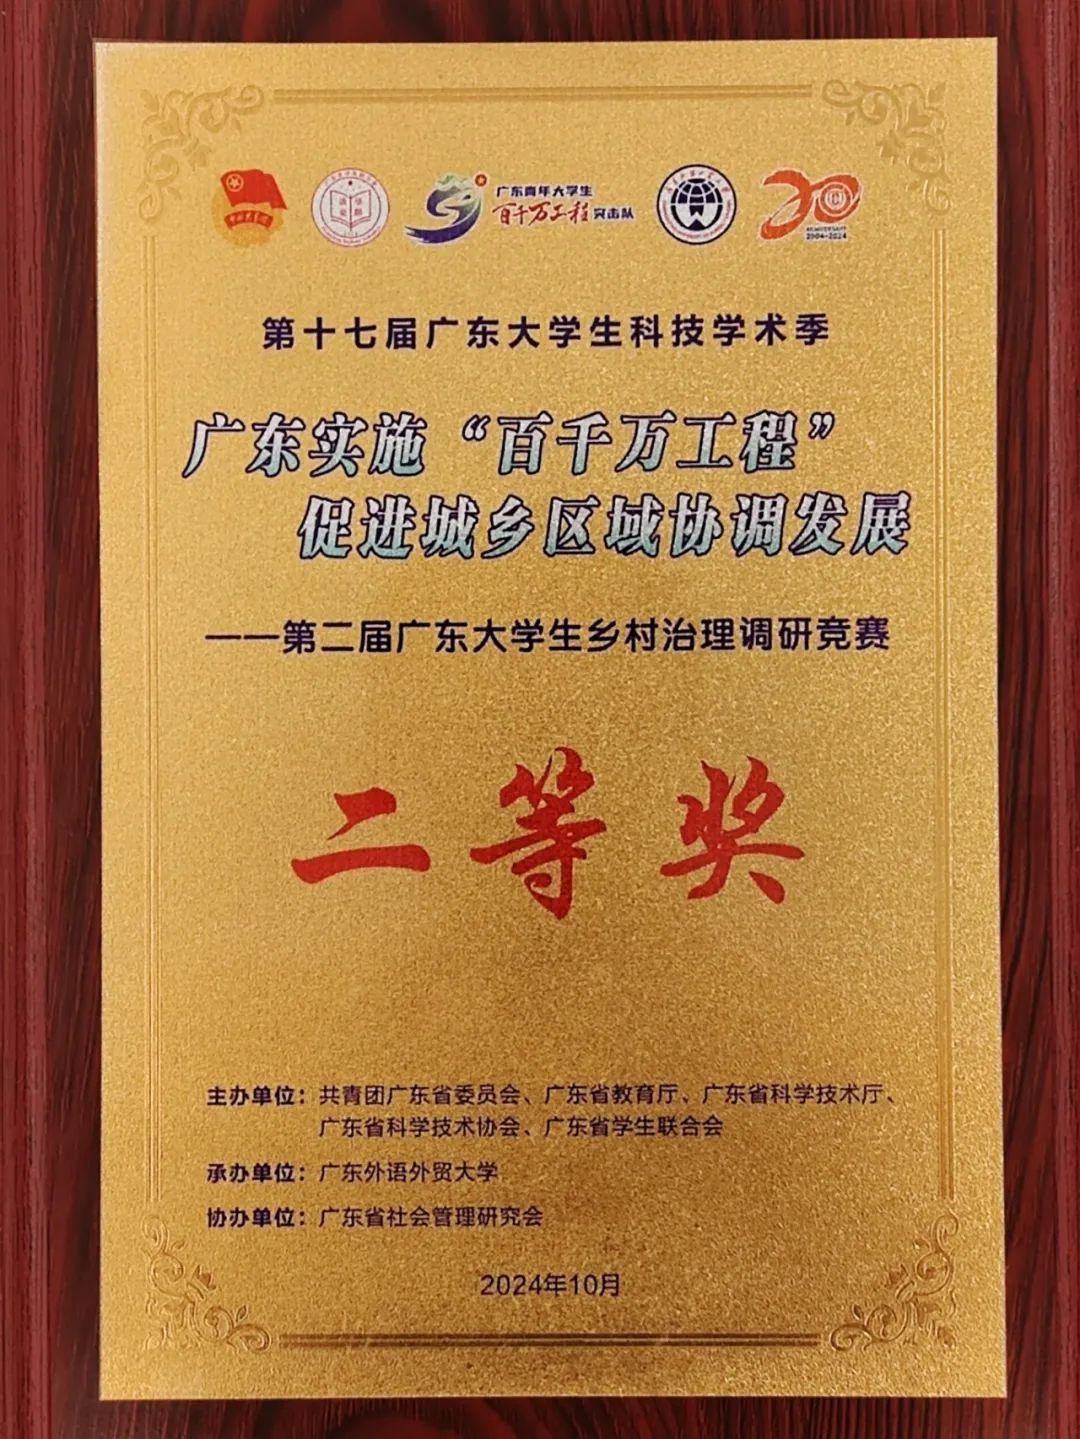 广东青年大学生
百千万工程 突击队
2004-2024
第十七届广东大学生科技学术季
广东实施“百千万工程”
促进城乡区域协调发展
——第二届广东大学生乡村治理调研竞赛
二等奖
主办单位：共青团广东省委员会、广东省教育厅、广东省科学技术厅、
广东省科学技术协会、广东省学生联合会
承办单位：广东外语外贸大学
协办单位：广东省社会管理研究会
2024年10月